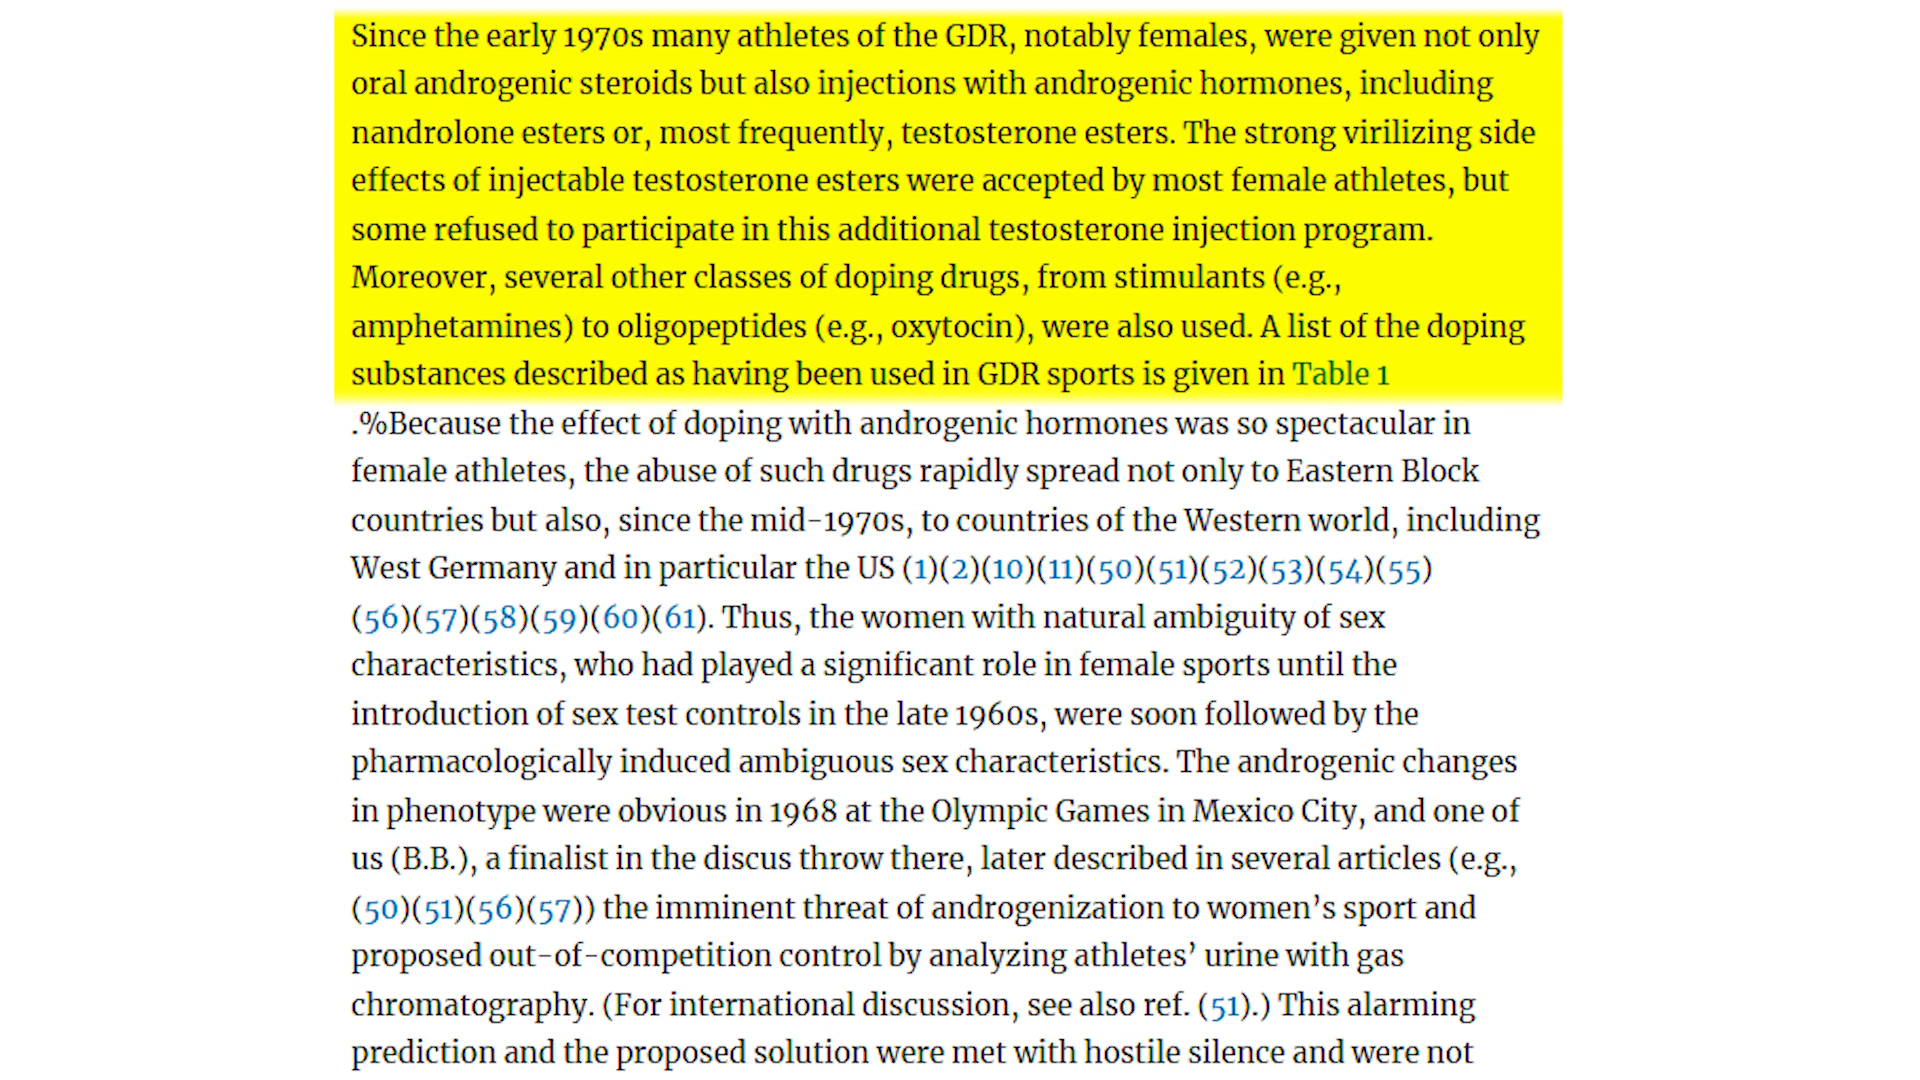 Since the early 1970s many athletes of the GDR, notably females, were given not only
oral androgenic steroids but also injections with androgenic hormones, including
nandrolone esters or, most frequently, testosterone esters. The strong virilizing side
effects of injectable testosterone esters were accepted by most female athletes, but
some refused to participate in this additional testosterone injection program.
Moreover, several other classes of doping drugs, from stimulants (e.g.,
amphetamines) to oligopeptides (e.g., oxytocin), were also used. A list of the doping
substances described as having been used in GDR sports is given in Table 1
.%Because the effect of doping with androgenic hormones was so spectacular in
female athletes, the abuse of such drugs rapidly spread not only to Eastern Block
countries but also, since the mid-1970s, to countries of the Western world, including
West Germany and in particular the US (1)(2)(10)(11)(50)(51)(52)(53)(54)(55)
(56)(57)(58)(59)(60)(61). Thus, the women with natural ambiguity of sex
characteristics, who had played a significant role in female sports until the
introduction of sex test controls in the late 1960s, were soon followed by the
pharmacologically induced ambiguous sex characteristics. The androgenic changes
in phenotype were obvious in 1968 at the Olympic Games in Mexico City, and one of
us (B.B.), a finalist in the discus throw there, later described in several articles (e.g.,
(50)(51)(56)(57)) the imminent threat of androgenization to women’s sport and
proposed out-of-competition control by analyzing athletes’ urine with gas
chromatography. (For international discussion, see also ref. (51).) This alarming
prediction and the proposed solution were met with hostile silence and were not